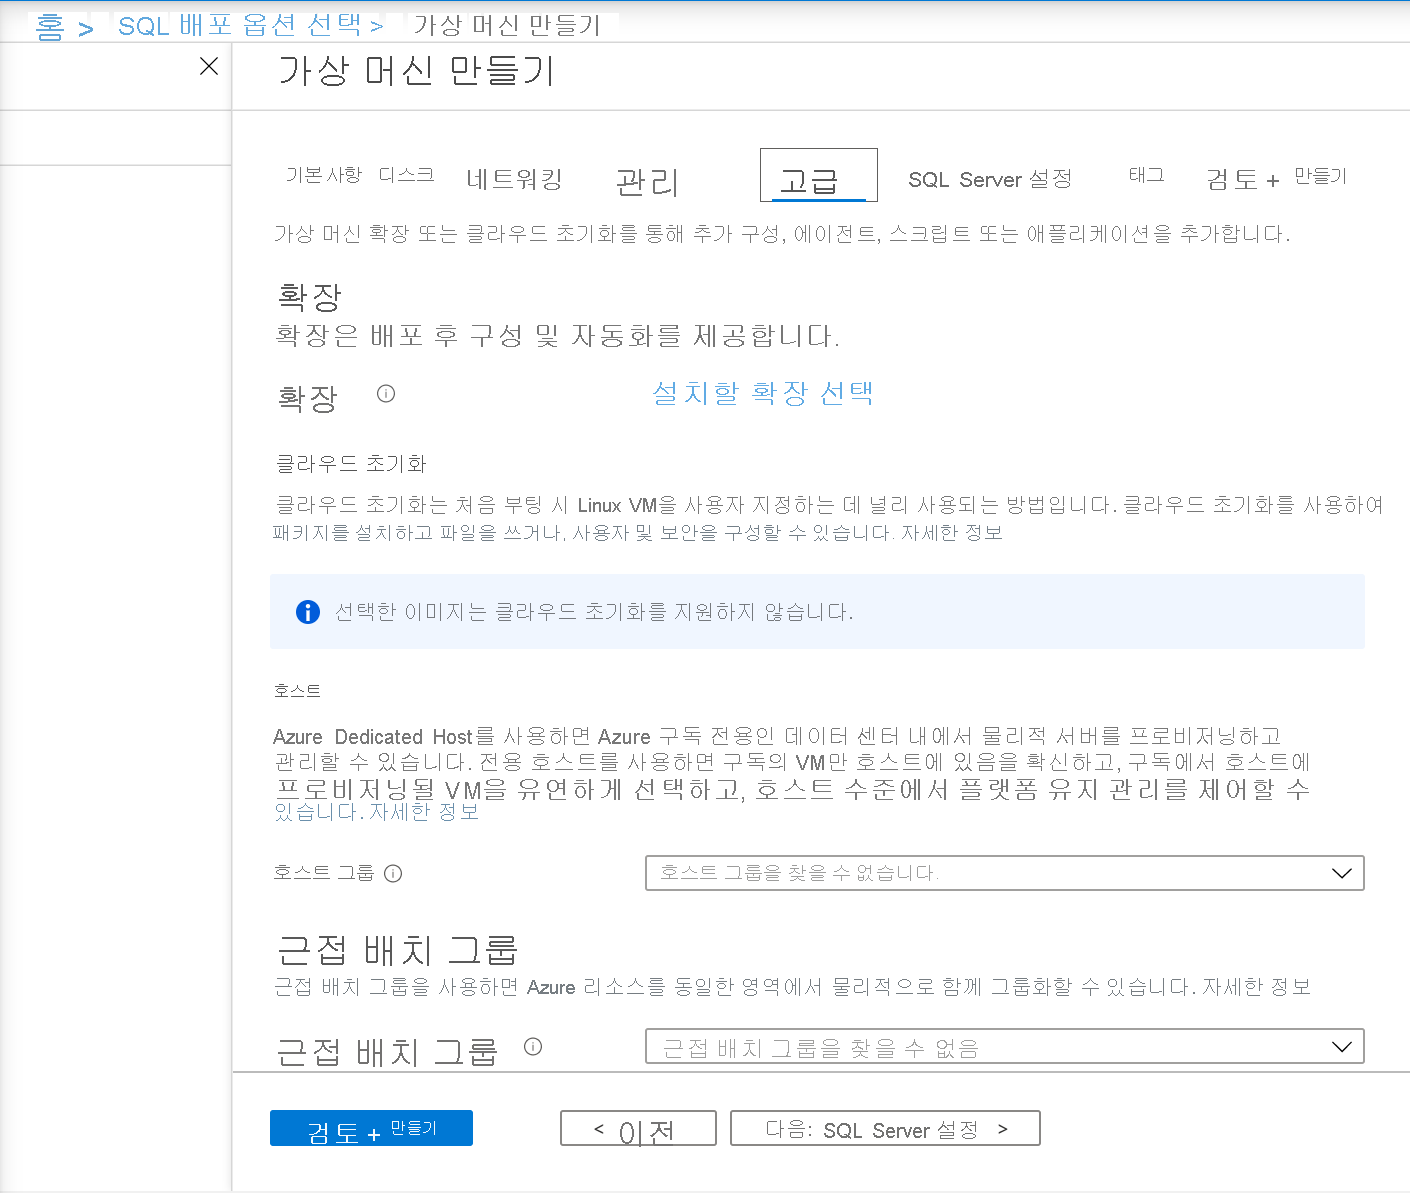 홈 > SQL 배포 옵션 선택 > 가상 머신 만들기
가상 머신 만들기
기본 사항 디스크 네트워킹 관리 고급 SQL Server 설정 태그 검토 + 만들기
가상 머신 확장 또는 클라우드 초기화를 통해 추가 구성, 에이전트, 스크립트 또는 애플리케이션을 추가합니다.
확장
확장은 배포 후 구성 및 자동화를 제공합니다.
확장 설치할 확장 선택
클라우드 초기화
클라우드 초기화는 처음 부팅 시 Linux VM을 사용자 지정하는 데 널리 사용되는 방법입니다. 클라우드 초기화를 사용하여
패키지를 설치하고 파일을 쓰거나, 사용자 및 보안을 구성할 수 있습니다. 자세한 정보
선택한 이미지는 클라우드 초기화를 지원하지 않습니다.
호스트
Azure Dedicated Host를 사용하면 Azure 구독 전용인 데이터 센터 내에서 물리적 서버를 프로비저닝하고
관리할 수 있습니다. 전용 호스트를 사용하면 구독의 VM만 호스트에 있음을 확신하고, 구독에서 호스트에
프로비저닝될 VM을 유연하게 선택하고, 호스트 수준에서 플랫폼 유지 관리를 제어할 수
있습니다. 자세한 정보
호스트 그룹 호스트 그룹을 찾을 수 없습니다.
근접 배치 그룹
근접 배치 그룹을 사용하면 Azure 리소스를 동일한 영역에서 물리적으로 함께 그룹화할 수 있습니다. 자세한 정보
근접 배치 그룹 근접 배치 그룹을 찾을 수 없음
검토 + 만들기 < 이전 다음: SQL Server 설정 >